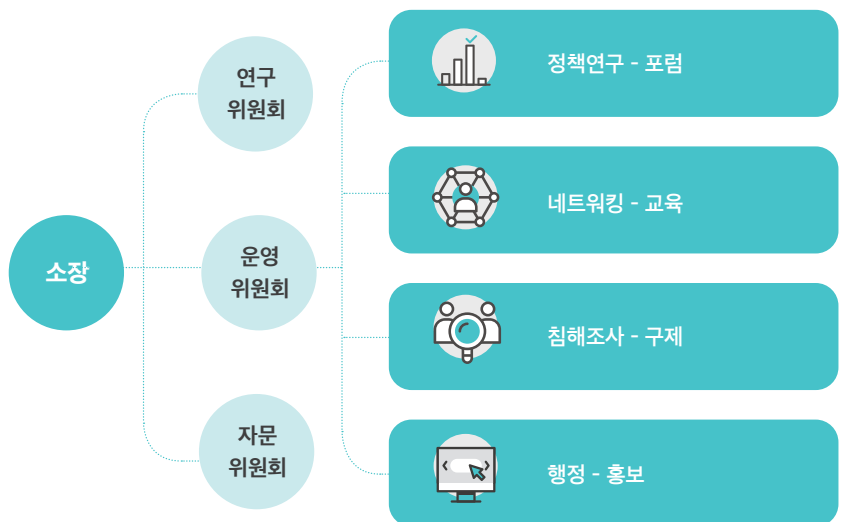 소장
연구
위원회
운영
위원회
자문
위원회
정책연구 - 포럼
네트워킹 - 교육
침해조사 - 구제
행정 - 홍보